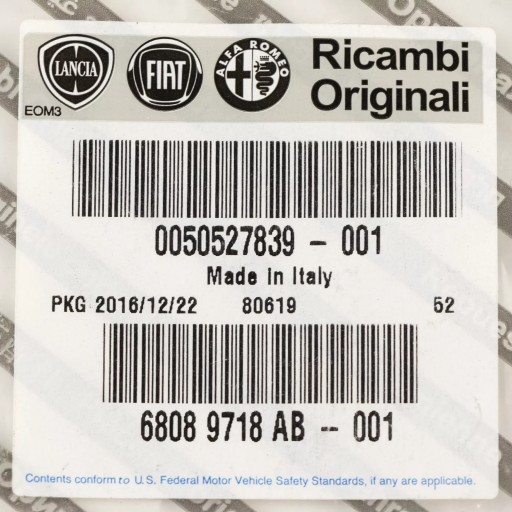 LANCIA FIAT ALFA ROMEO Ricambi
Originali
EOM3
0050527839 - 001
Made in Italy
PKG 2016/12/22 80619 52
6808 9718 AB -- 001
Contents conform to U.S. Federal Motor Vehicle Safety Standards, if any are applicable.